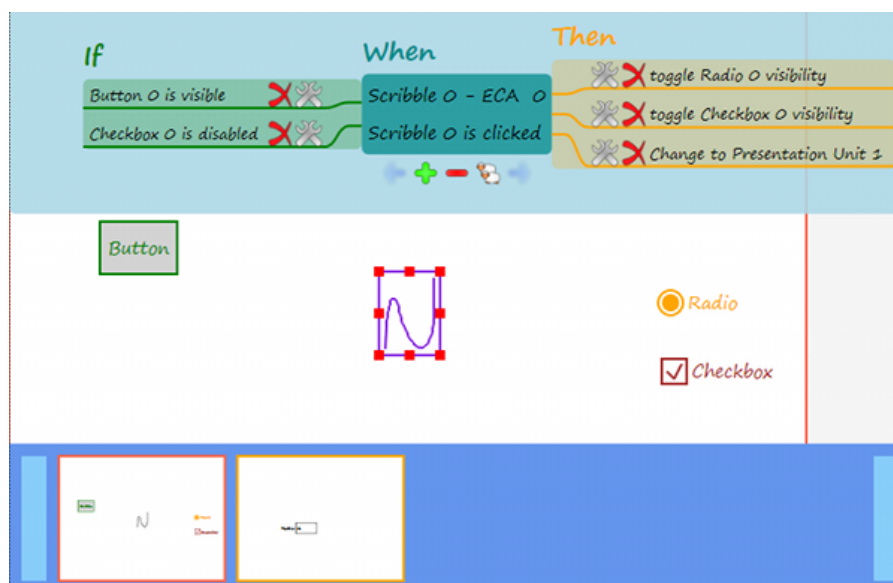 If
When
Then
Button 0 is visible
Checkbox 0 is disabled
Scribble 0 - ECA 0
Scribble 0 is clicked
toggle Radio 0 visibility
toggle Checkbox 0 visibility
Change to Presentation Unit 1
Button
Radio
Checkbox